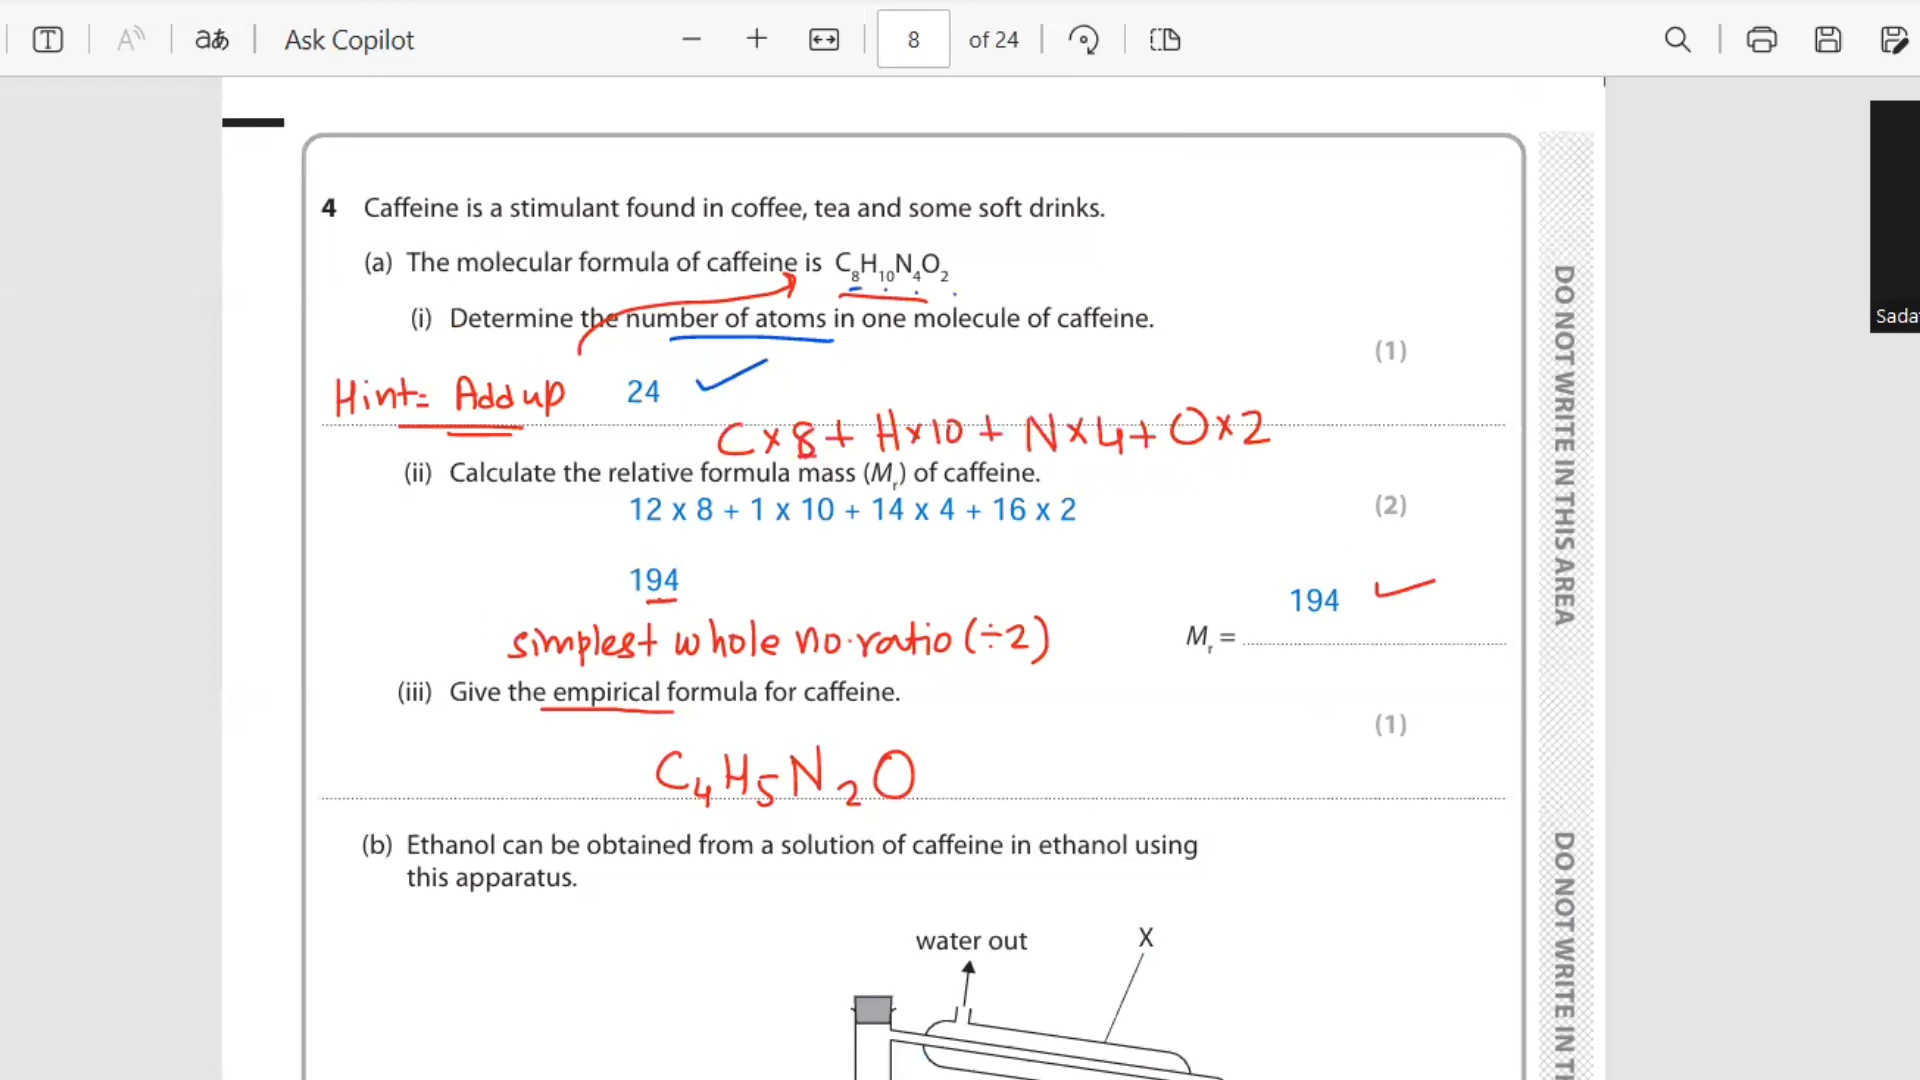 Ask Copilot
8 of 24
4 Caffeine is a stimulant found in coffee, tea and some soft drinks.
(a) The molecular formula of caffeine is C₈H₁₀N₄O₂
(i) Determine the number of atoms in one molecule of caffeine.
(1)
Hint = Add up 24
C×8 + H×10 + N×4 + O×2
(ii) Calculate the relative formula mass (Mᵣ) of caffeine.
12 x 8 + 1 x 10 + 14 x 4 + 16 x 2
(2)
194
194
simplest whole no. ratio (÷2)
Mᵣ =
(iii) Give the empirical formula for caffeine.
(1)
C₄H₅N₂O
(b) Ethanol can be obtained from a solution of caffeine in ethanol using
this apparatus.
water out
X
DO NOT WRITE IN THIS AREA
DO NOT WRITE IN T
Sada